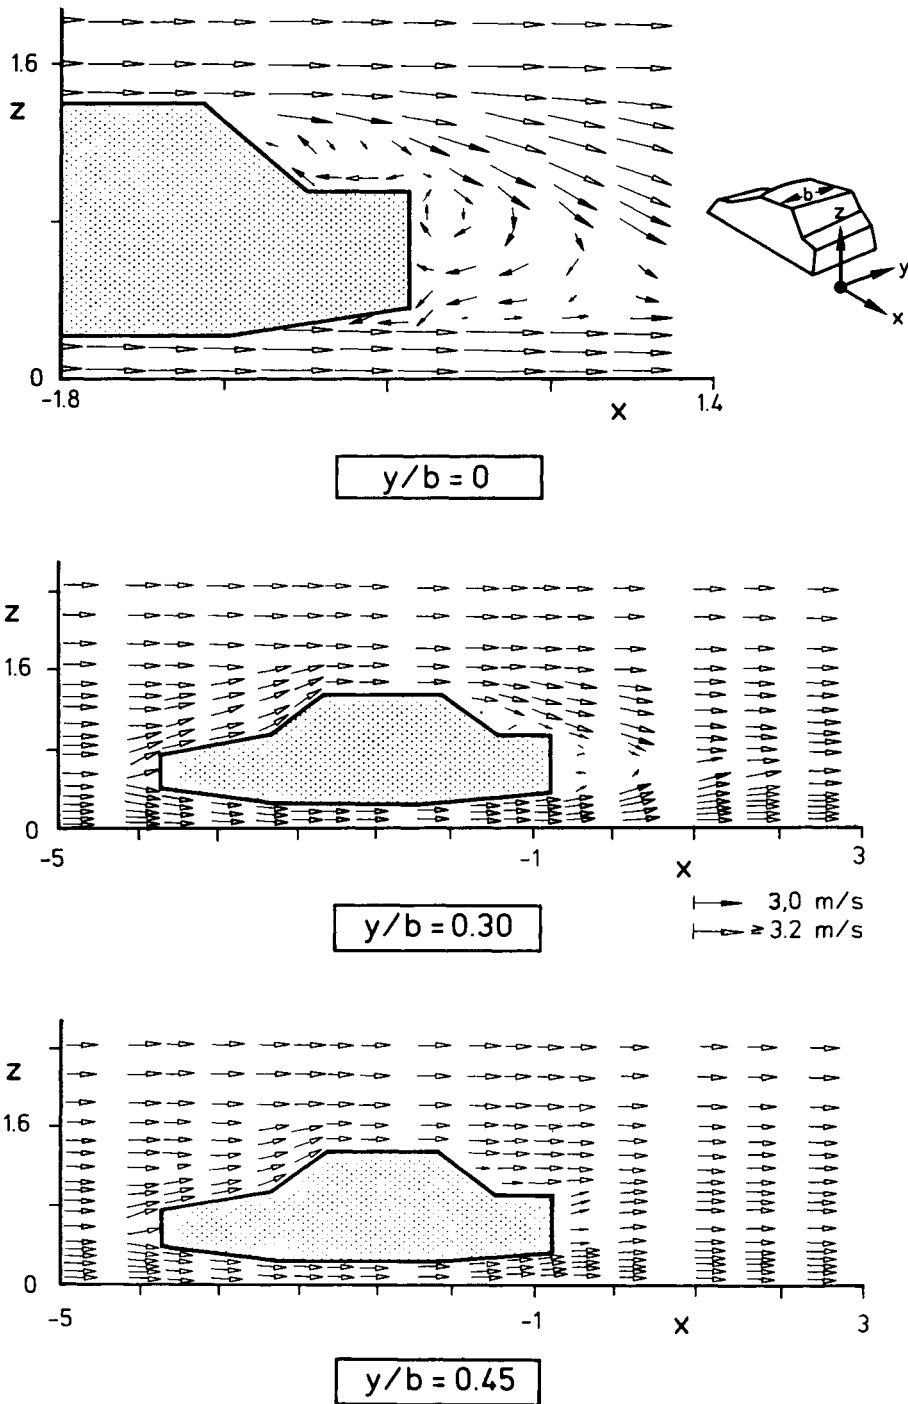 1.6
z
0
-1.8
1.4
x
b
z
y
x
y/b = 0
z
1.6
0
-5
-1
3
x
3,0 m/s
≥ 3.2 m/s
y/b = 0.30
z
1.6
0
-5
-1
3
x
y/b = 0.45